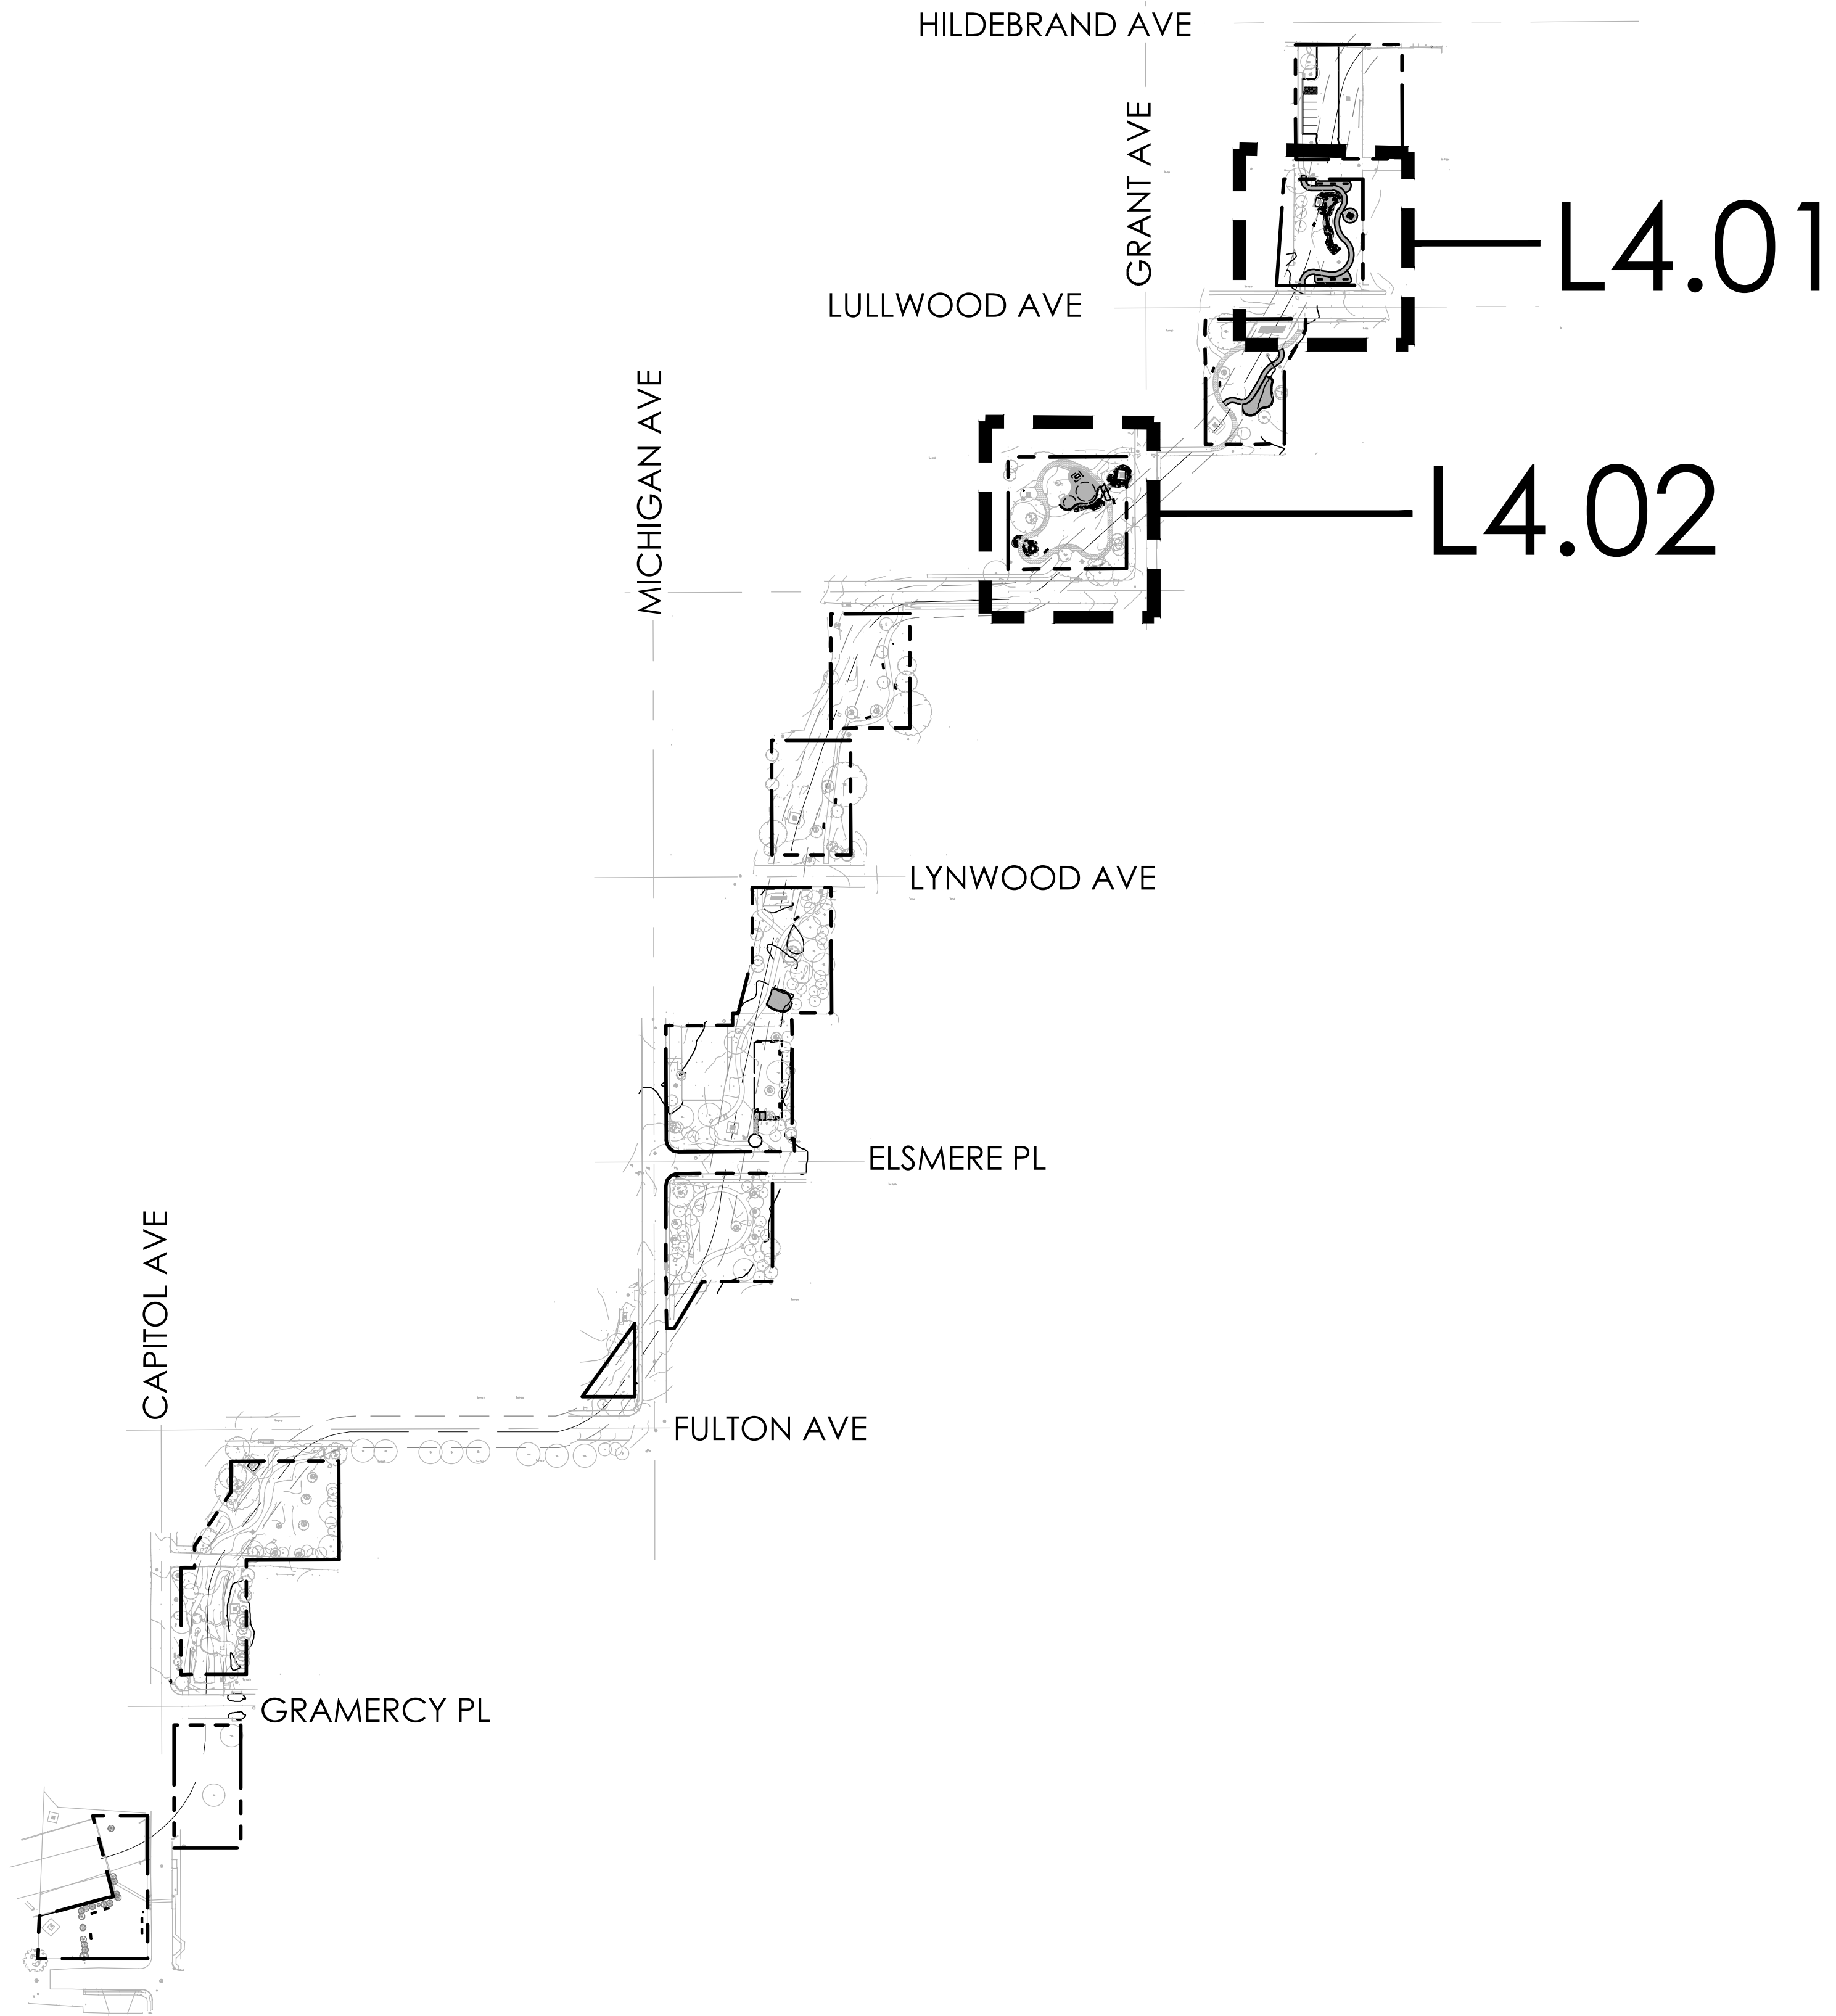 HILDEBRAND AVE
GRANT AVE
L4.01
LULLWOOD AVE
MICHIGAN AVE
L4.02
LYNWOOD AVE
ELSMERE PL
CAPITOL AVE
FULTON AVE
GRAMERCY PL